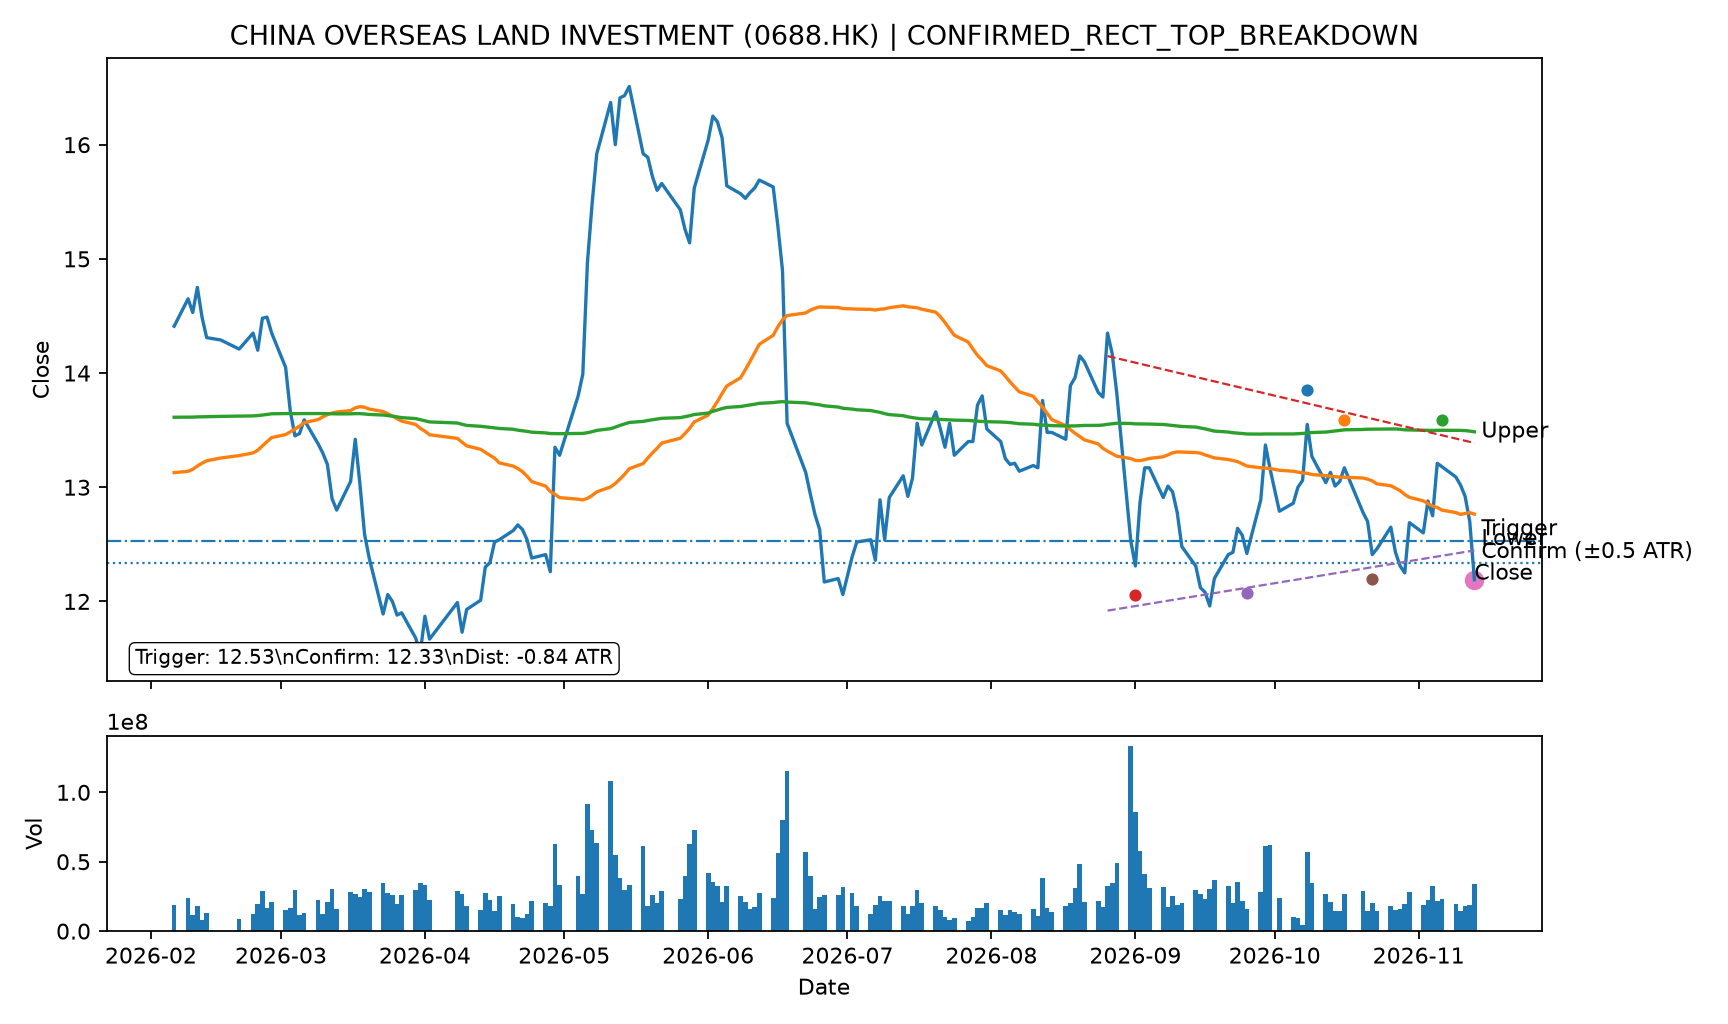 CHINA OVERSEAS LAND INVESTMENT (0688.HK) | CONFIRMED_RECT_TOP_BREAKDOWN
Close
16
15
14
13
12
Upper
Trigger
Lower
Confirm (±0.5 ATR)
Close
Trigger: 12.53\nConfirm: 12.33\nDist: -0.84 ATR
1e8
Vol
1.0
0.5
0.0
2026-02
2026-03
2026-04
2026-05
2026-06
2026-07
2026-08
2026-09
2026-10
2026-11
Date